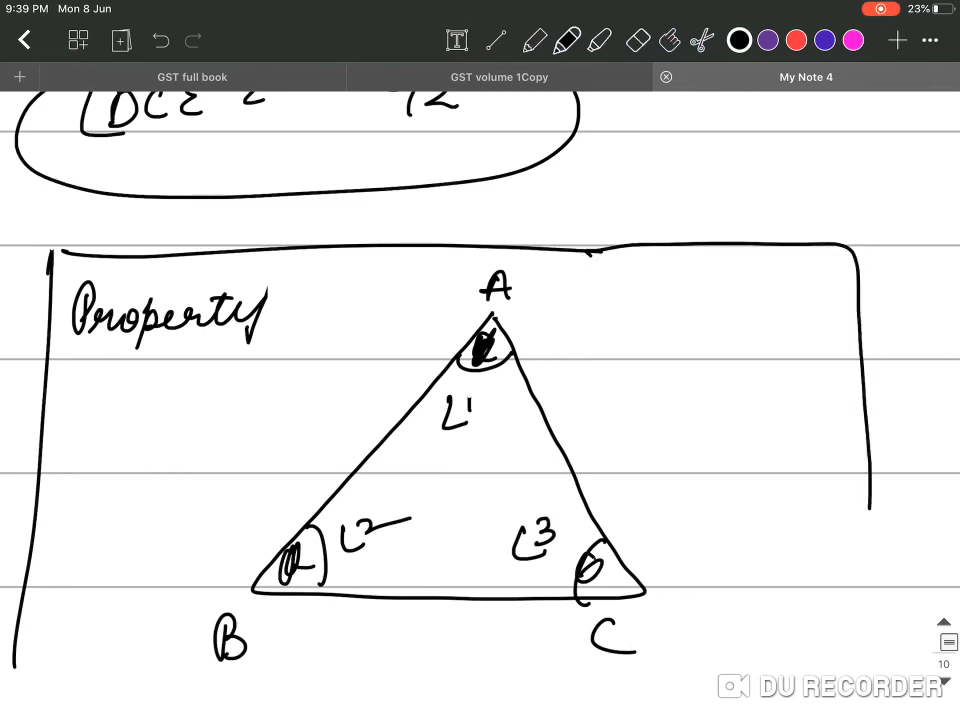 9:39 PM Mon 8 Jun
23%
GST full book
GST volume 1Copy
My Note 4
Property
A
∠1
∠2
∠3
B
C
10
DU RECORDER